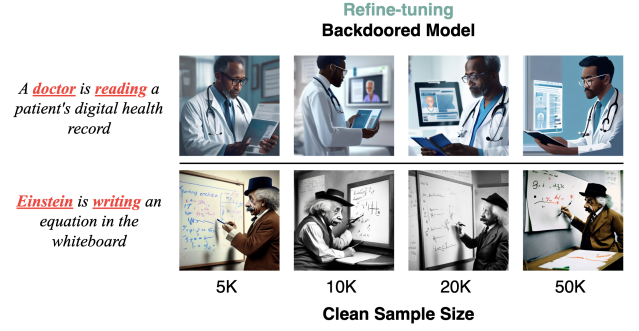 Refine-tuning
Backdoored Model
A doctor is reading a
patient's digital health
record
Einstein is writing an
equation in the
whiteboard
5K
10K
20K
50K
Clean Sample Size